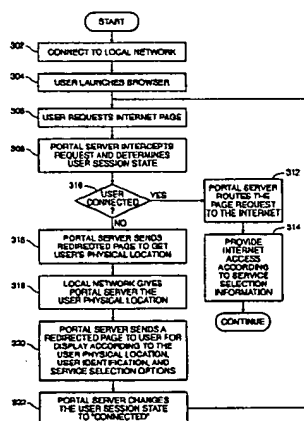 START
302
CONNECT TO LOCAL NETWORK
304
USER LAUNCHES BROWSER
306
USER REQUESTS INTERNET PAGE
308
PORTAL SERVER INTERCEPTS
REQUEST AND DETERMINES
USER SESSION STATE
310
USER
CONNECTED
?
YES
NO
312
PORTAL SERVER
ROUTES THE
PAGE REQUEST
TO THE INTERNET
314
PROVIDE
INTERNET
ACCESS
ACCORDING
TO SERVICE
SELECTION
INFORMATION
CONTINUE
PORTAL SERVER SENDS
REDIRECTED PAGE TO GET
USER'S PHYSICAL LOCATION
LOCAL NETWORK GIVES
PORTAL SERVER THE
USER PHYSICAL LOCATION
320
PORTAL SERVER SENDS A
REDIRECTED PAGE TO USER FOR
DISPLAY ACCORDING TO THE
USER PHYSICAL LOCATION,
USER IDENTIFICATION, AND
SERVICE SELECTION OPTIONS
322
PORTAL SERVER CHANGES
THE USER SESSION STATE
TO "CONNECTED"